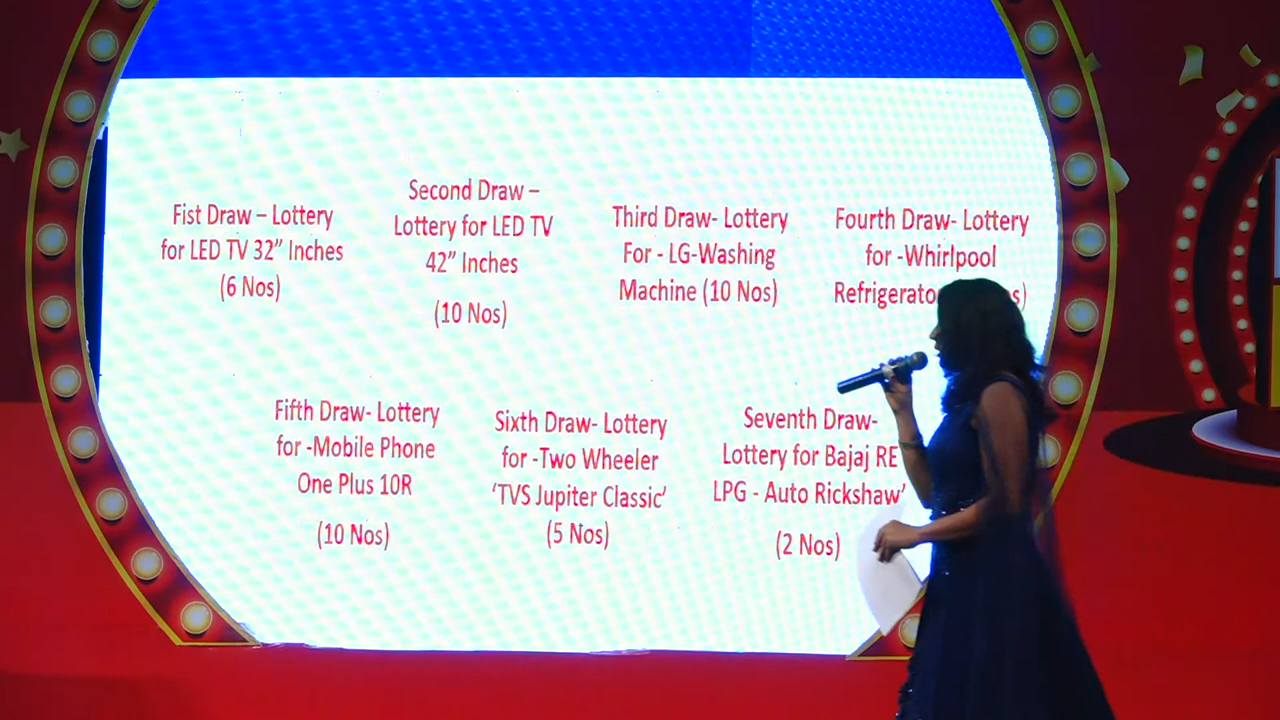 Fist Draw – Lottery
for LED TV 32” Inches
(6 Nos)
Second Draw –
Lottery for LED TV
42” Inches
(10 Nos)
Third Draw- Lottery
For - LG-Washing
Machine (10 Nos)
Fourth Draw- Lottery
for -Whirlpool
Fifth Draw- Lottery
for -Mobile Phone
One Plus 10R
(10 Nos)
Sixth Draw- Lottery
for -Two Wheeler
‘TVS Jupiter Classic’
(5 Nos)
Seventh Draw-
Lottery for Bajaj RE
LPG - Auto Rickshaw’
(2 Nos)